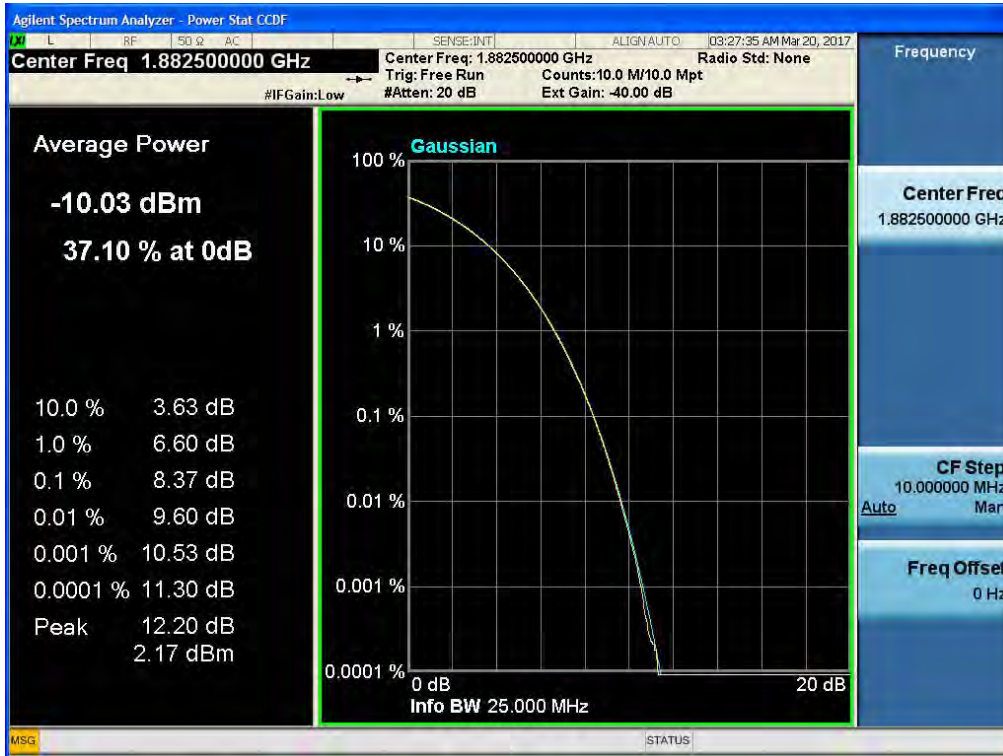 Agilent Spectrum Analyzer - Power Stat CCDF
LXI L RF 50 Ω AC SENSE:INT ALIGN AUTO 03:27:35 AM Mar 20, 2017
Center Freq 1.882500000 GHz
Center Freq: 1.882500000 GHz Radio Std: None
Trig: Free Run Counts:10.0 M/10.0 Mpt
#IFGain:Low #Atten: 20 dB Ext Gain: -40.00 dB
Average Power
-10.03 dBm
37.10 % at 0dB
10.0 % 3.63 dB
1.0 % 6.60 dB
0.1 % 8.37 dB
0.01 % 9.60 dB
0.001 % 10.53 dB
0.0001 % 11.30 dB
Peak 12.20 dB
2.17 dBm
Gaussian
100 %
10 %
1 %
0.1 %
0.01 %
0.001 %
0.0001 %
0 dB 20 dB
Info BW 25.000 MHz
Frequency
Center Freq
1.882500000 GHz
CF Step
10.000000 MHz
Auto Man
Freq Offset
0 Hz
MSG STATUS